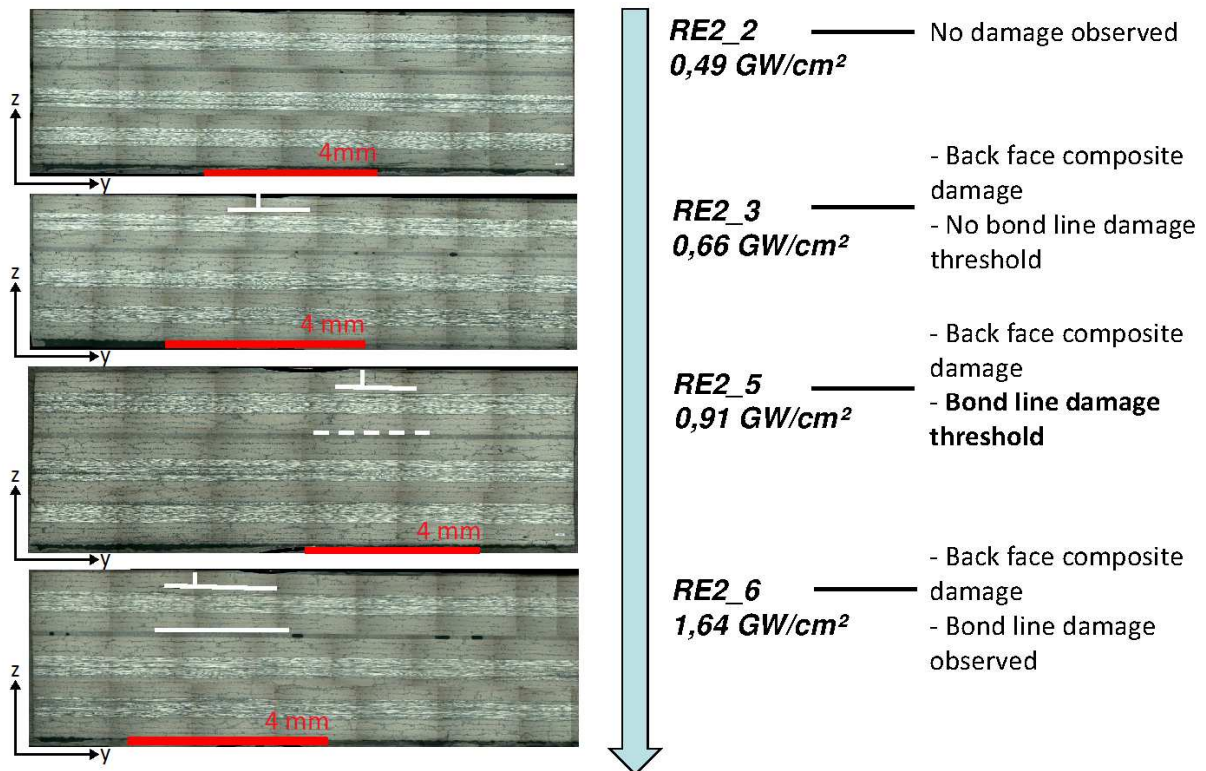 z
y
4mm
RE2_2
0,49 GW/cm²
No damage observed
z
y
4 mm
RE2_3
0,66 GW/cm²
- Back face composite
damage
- No bond line damage
threshold
z
y
4 mm
RE2_5
0,91 GW/cm²
- Back face composite
damage
- Bond line damage
threshold
z
y
4 mm
RE2_6
1,64 GW/cm²
- Back face composite
damage
- Bond line damage
observed